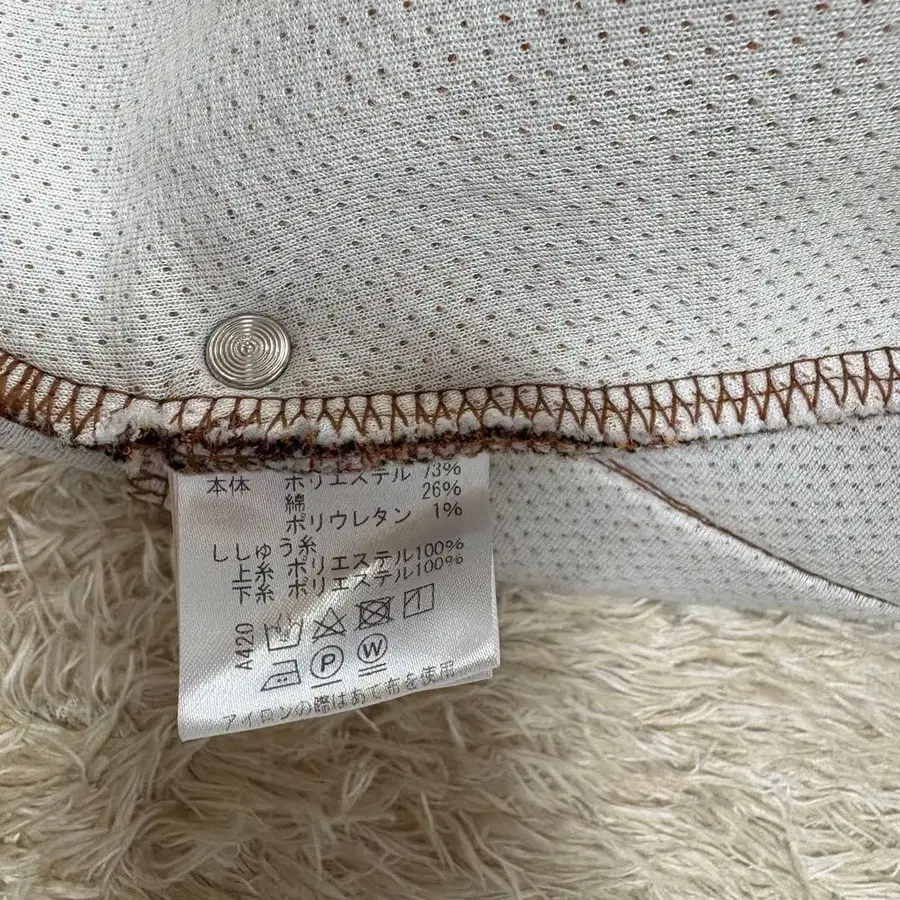 本体 ポリエステル 73%
綿 26%
ポリウレタン 1%
ししゅう糸
上糸 ポリエステル100%
下糸 ポリエステル100%
A420
P W
アイロンの際はあて布を使用